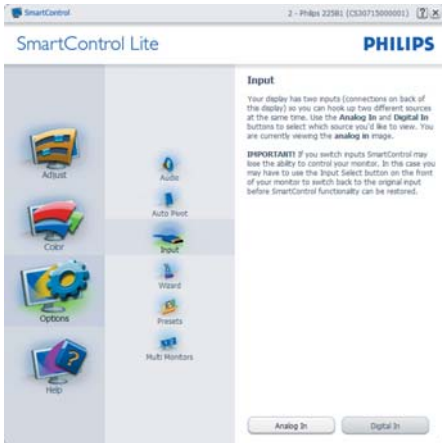 SmartControl
2 - Philips 225B1 (CS30715000001)
SmartControl Lite
PHILIPS
Adjust
Color
Options
Help
Audio
Auto Pivot
Input
Wizard
Presets
Multi Monitors
Input
Your display has two inputs (connections on back of
the display) so you can hook up two different sources
at the same time. Use the Analog In and Digital In
buttons to select which source you'd like to view. You
are currently viewing the analog in image.
IMPORTANT! If you switch inputs SmartControl may
lose the ability to control your monitor. In this case you
may have to use the Input Select button on the front
of your monitor to switch back to the original input
before SmartControl functionality can be restored.
Analog In
Digital In